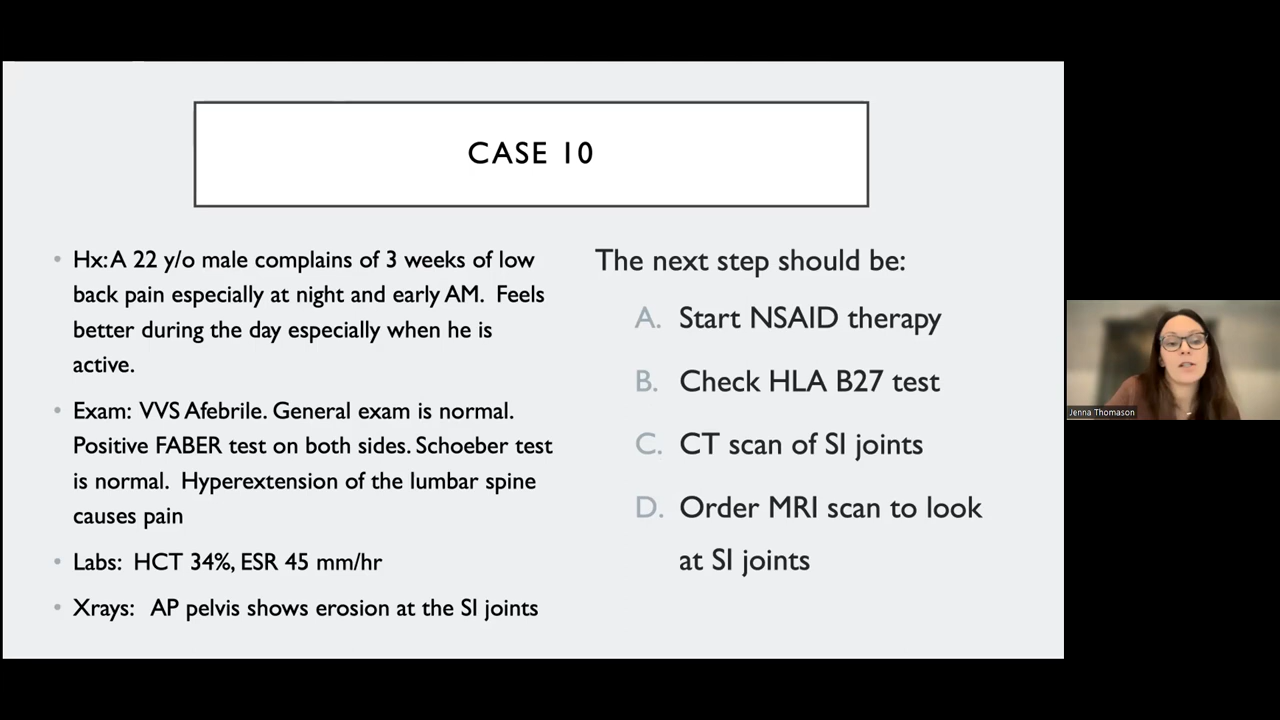 CASE 10
• Hx: A 22 y/o male complains of 3 weeks of low
back pain especially at night and early AM. Feels
better during the day especially when he is
active.
• Exam: VVS Afebrile. General exam is normal.
Positive FABER test on both sides. Schoeber test
is normal. Hyperextension of the lumbar spine
causes pain
• Labs: HCT 34%, ESR 45 mm/hr
• Xrays: AP pelvis shows erosion at the SI joints
The next step should be:
A. Start NSAID therapy
B. Check HLA B27 test
C. CT scan of SI joints
D. Order MRI scan to look
at SI joints
Jenna Thomason